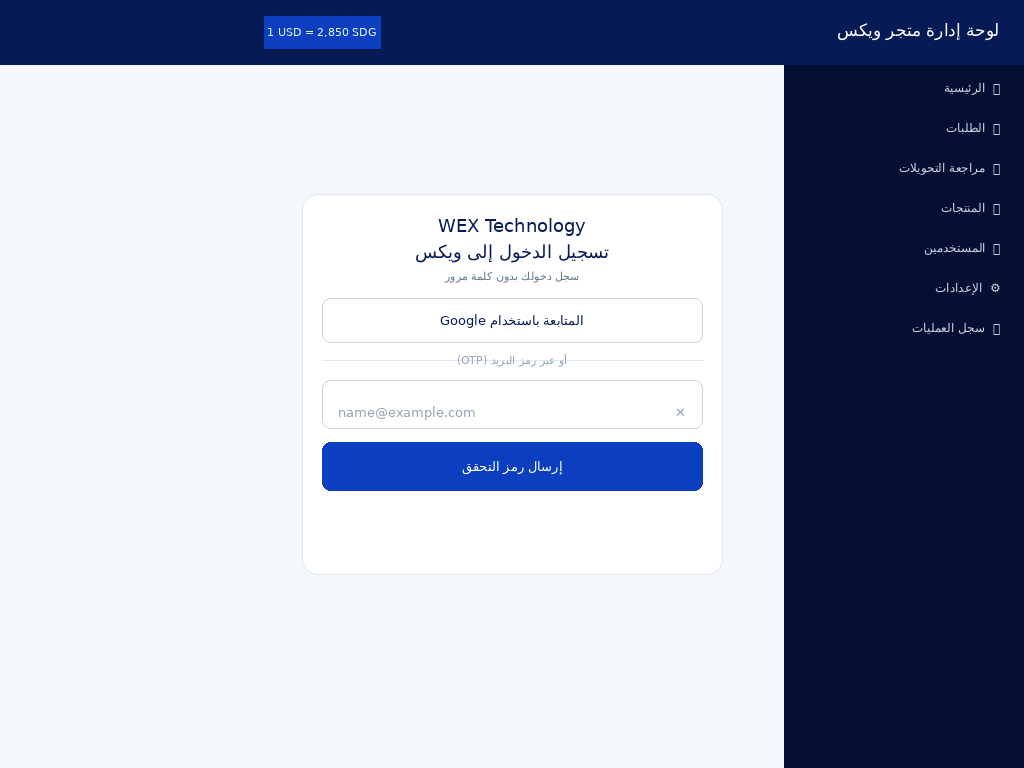 لوحة إدارة متجر ويكس
1 USD = 2,850 SDG
الرئيسية
الطلبات
مراجعة التحويلات
المنتجات
المستخدمين
⚙ الإعدادات
سجل العمليات
WEX Technology
تسجيل الدخول إلى ويكس
سجل دخولك بدون كلمة مرور
المتابعة باستخدام Google
أو عبر رمز البريد (OTP)
name@example.com ✕
إرسال رمز التحقق